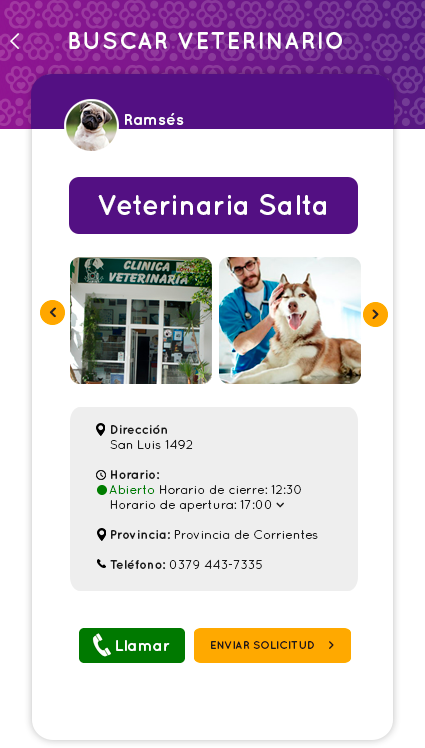 BUSCAR VETERINARIO
Ramsés
Veterinaria Salta
CLINICA
VETERINARIA
Dirección
San Luis 1492
Horario:
Abierto Horario de cierre: 12:30
Horario de apertura: 17:00
Provincia: Provincia de Corrientes
Teléfono: 0379 443-7335
Llamar
ENVIAR SOLICITUD